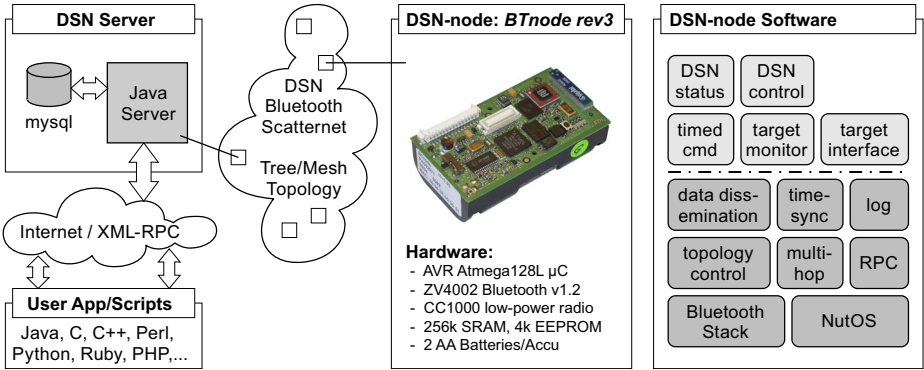 DSN Server
mysql
Java
Server
Internet / XML-RPC
User App/Scripts
Java, C, C++, Perl,
Python, Ruby, PHP,...
DSN
Bluetooth
Scatternet
Tree/Mesh
Topology
DSN-node: BTnode rev3
Hardware:
- AVR Atmega128L µC
- ZV4002 Bluetooth v1.2
- CC1000 low-power radio
- 256k SRAM, 4k EEPROM
- 2 AA Batteries/Accu
DSN-node Software
DSN
status
DSN
control
timed
cmd
target
monitor
target
interface
data diss-
emination
time-
sync
log
topology
control
multi-
hop
RPC
Bluetooth
Stack
NutOS